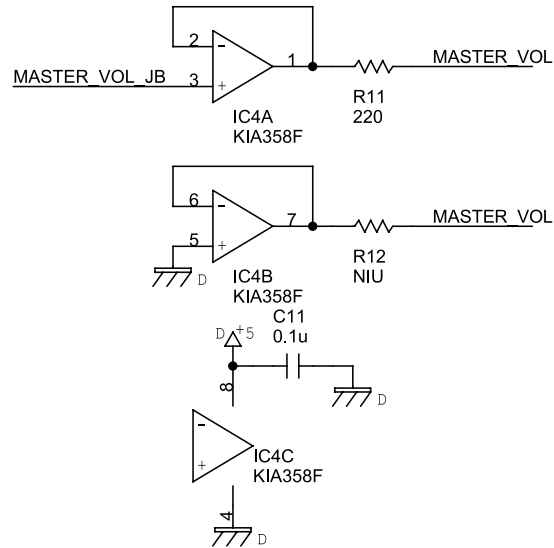 2
-
1
MASTER_VOL
MASTER_VOL_JB
3
+
R11
220
IC4A
KIA358F
6
-
7
MASTER_VOL
5
+
R12
NIU
D
IC4B
KIA358F
C11
0.1u
D +5
8
D
-
+
IC4C
KIA358F
4
D